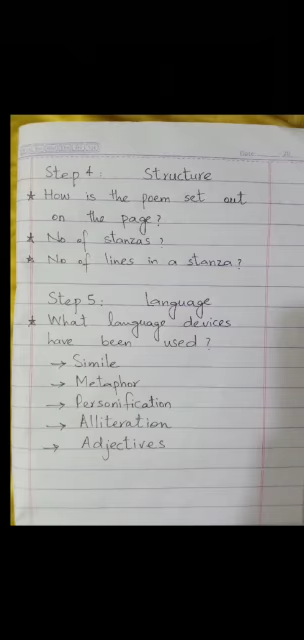 Step 4: Structure
* How is the poem set out
on the page?
* No of stanzas?
* No of lines in a stanza?
Step 5: language
* What language devices
have been used?
→ Simile
→ Metaphor
→ Personification
→ Alliteration
→ Adjectives